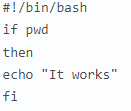 #!/bin/bash
if pwd
then
echo "It works"
fi